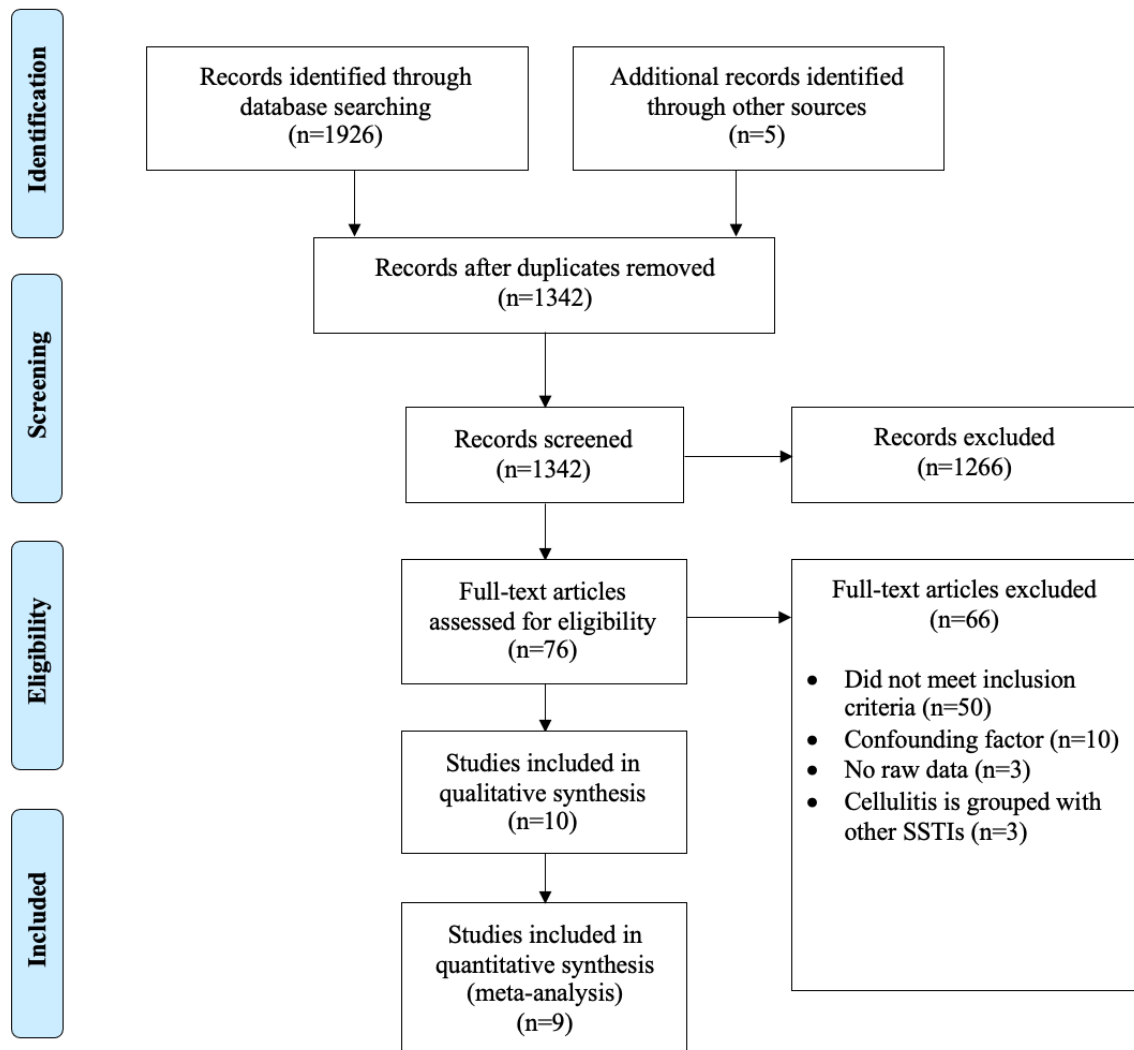 Identification
Records identified through
database searching
(n=1926)
Additional records identified
through other sources
(n=5)
Records after duplicates removed
(n=1342)
Screening
Records screened
(n=1342)
Records excluded
(n=1266)
Eligibility
Full-text articles
assessed for eligibility
(n=76)
Full-text articles excluded
(n=66)
• Did not meet inclusion
criteria (n=50)
• Confounding factor (n=10)
• No raw data (n=3)
• Cellulitis is grouped with
other SSTIs (n=3)
Studies included in
qualitative synthesis
(n=10)
Included
Studies included in
quantitative synthesis
(meta-analysis)
(n=9)